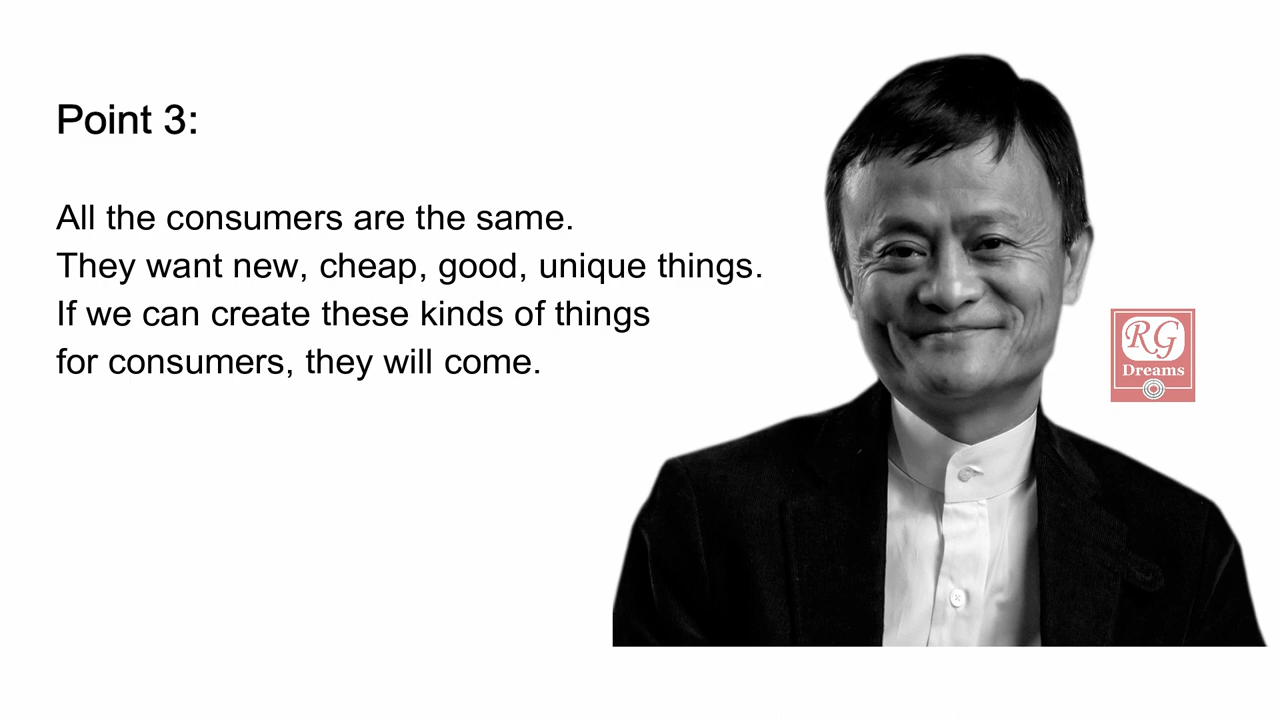 Point 3:
All the consumers are the same.
They want new, cheap, good, unique things.
If we can create these kinds of things
for consumers, they will come.
RG
Dreams